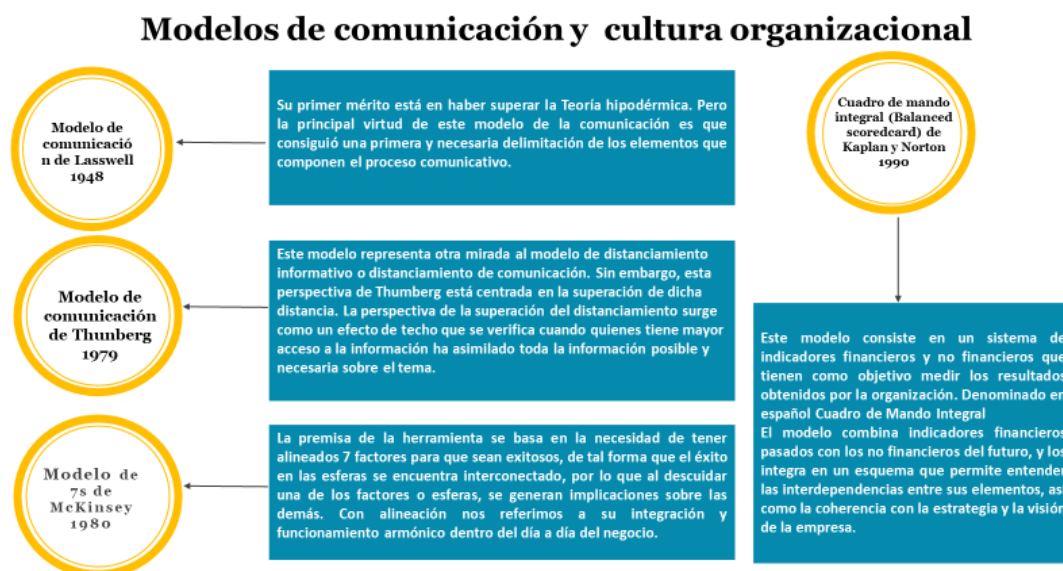 Modelos de comunicación y cultura organizacional
Modelo de
comunicació
n de Lasswell
1948
Su primer mérito está en haber superar la Teoría hipodérmica. Pero
la principal virtud de este modelo de la comunicación es que
consiguió una primera y necesaria delimitación de los elementos que
componen el proceso comunicativo.
Modelo de
comunicación
de Thunberg
1979
Este modelo representa otra mirada al modelo de distanciamiento
informativo o distanciamiento de comunicación. Sin embargo, esta
perspectiva de Thumberg está centrada en la superación de dicha
distancia. La perspectiva de la superación del distanciamiento surge
como un efecto de techo que se verifica cuando quienes tiene mayor
acceso a la información ha asimilado toda la información posible y
necesaria sobre el tema.
Modelo de
7s de
McKinsey
1980
La premisa de la herramienta se basa en la necesidad de tener
alineados 7 factores para que sean exitosos, de tal forma que el éxito
en las esferas se encuentra interconectado, por lo que al descuidar
una de los factores o esferas, se generan implicaciones sobre las
demás. Con alineación nos referimos a su integración y
funcionamiento armónico dentro del día a día del negocio.
Cuadro de mando
integral (Balanced
scoredcard) de
Kaplan y Norton
1990
Este modelo consiste en un sistema de
indicadores financieros y no financieros que
tienen como objetivo medir los resultados
obtenidos por la organización. Denominado en
español Cuadro de Mando Integral
El modelo combina indicadores financieros
pasados con los no financieros del futuro, y los
integra en un esquema que permite entender
las interdependencias entre sus elementos, así
como la coherencia con la estrategia y la visión
de la empresa.